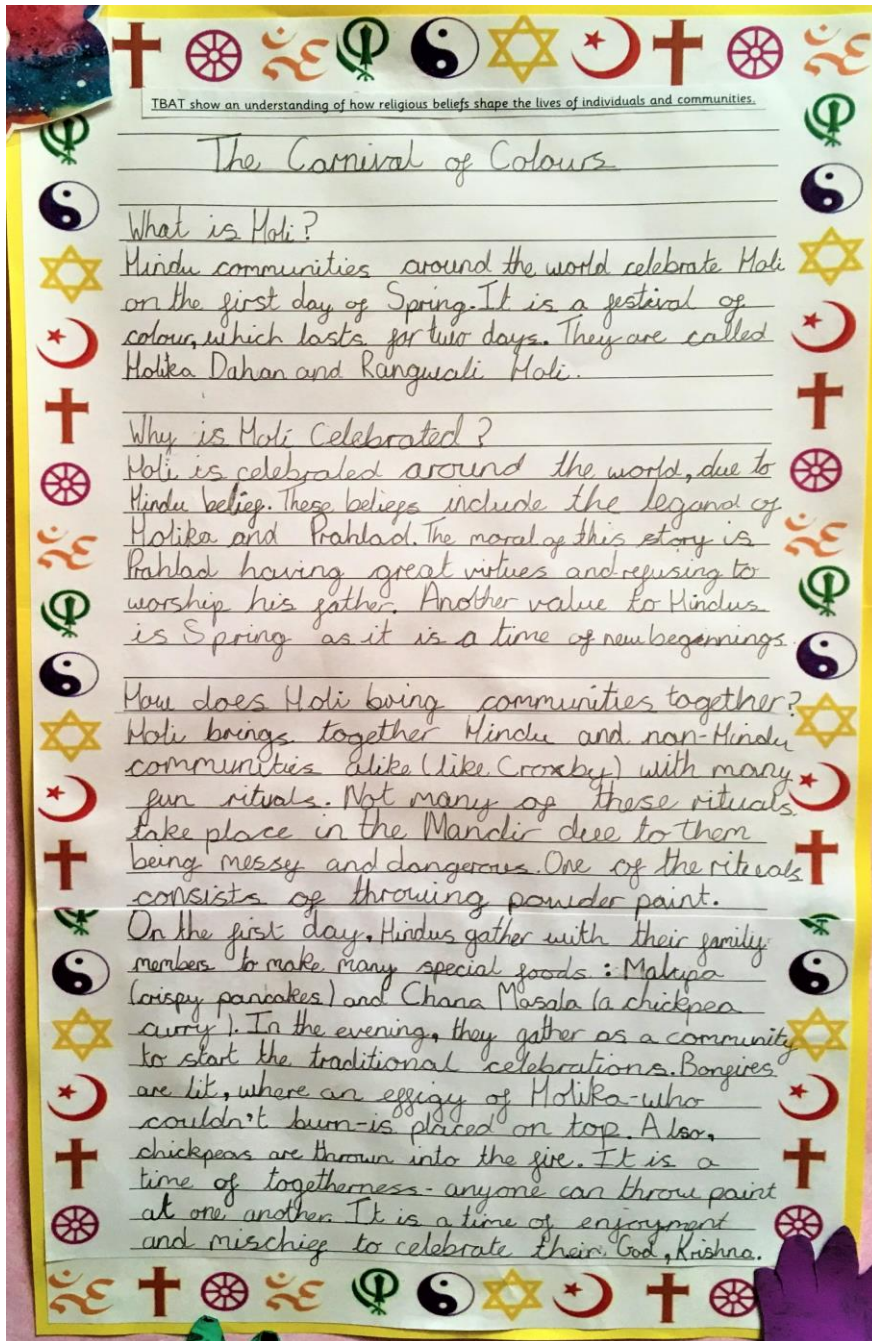 TBAT show an understanding of how religious beliefs shape the lives of individuals and communities.
The Carnival of Colours
What is Holi?
Hindu communities around the world celebrate Holi
on the first day of Spring. It is a festival of
colour, which lasts for two days. They are called
Holika Dahan and Rangwali Holi.
Why is Holi Celebrated?
Holi is celebrated around the world, due to
Hindu belief. These beliefs include the legand of
Holika and Prahlad. The moral of this story is
Prahlad having great virtues and refusing to
worship his father. Another value to Hindus
is Spring as it is a time of new beginnings.
How does Holi bring communities together?
Holi brings together Hindu and non-Hindu
communities alike (like Croxby) with many
fun rituals. Not many of these rituals
take place in the Mandir due to them
being messy and dangerous. One of the rituals
consists of throwing powder paint.
On the first day, Hindus gather with their family
members to make many special foods: Malupa
(crispy pancakes) and Chana Masala (a chickpea
curry). In the evening, they gather as a community
to start the traditional celebrations. Bonfires
are lit, where an effigy of Holika-who
couldn't burn-is placed on top. Also,
chickpeas are thrown into the fire. It is a
time of togetherness - anyone can throw paint
at one another. It is a time of enjoyment
and mischief to celebrate their God, Krishna.